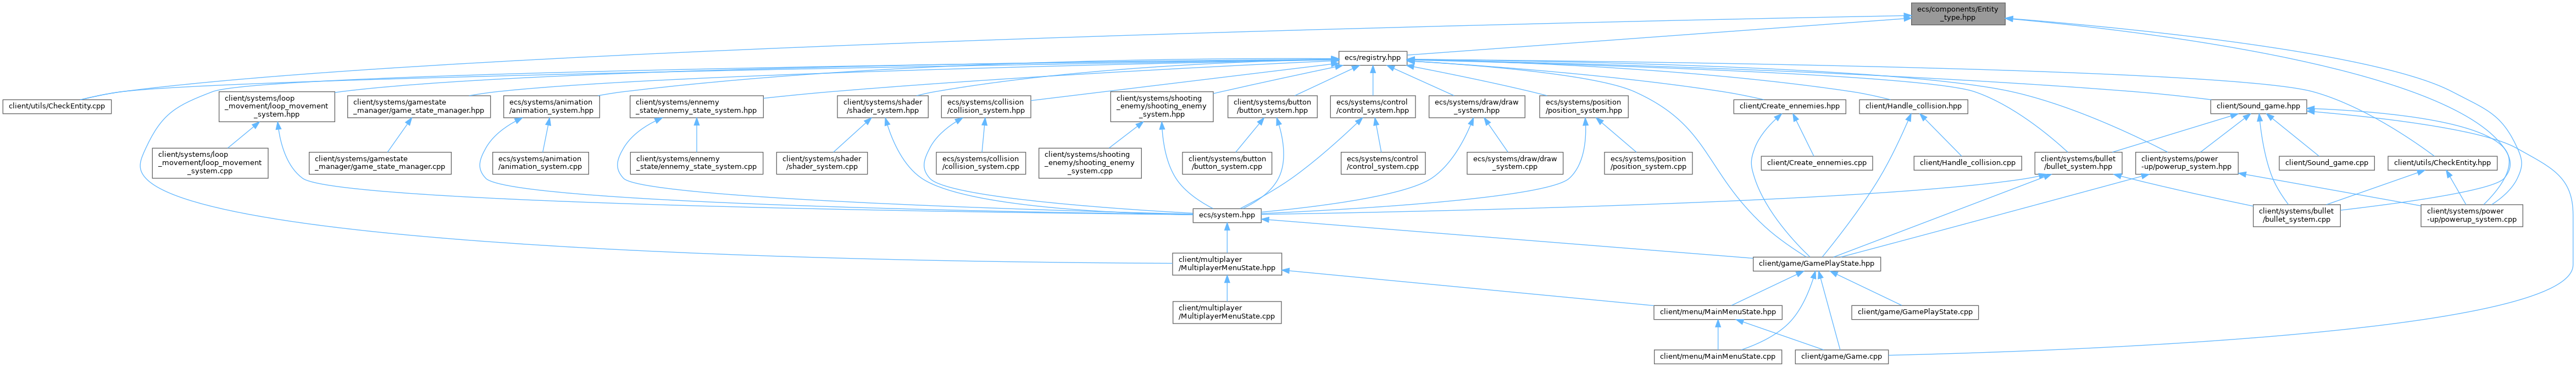 ecs/components/Entity
_type.hpp
ecs/registry.hpp
client/utils/CheckEntity.cpp
client/systems/loop
_movement/loop_movement
_system.hpp
client/systems/gamestate
_manager/game_state_manager.hpp
ecs/systems/animation
/animation_system.hpp
client/systems/ennemy
_state/ennemy_state_system.hpp
client/systems/shader
/shader_system.hpp
ecs/systems/collision
/collision_system.hpp
client/systems/shooting
_enemy/shooting_enemy
_system.hpp
client/systems/button
/button_system.hpp
ecs/systems/control
/control_system.hpp
ecs/systems/draw/draw
_system.hpp
ecs/systems/position
/position_system.hpp
client/Create_ennemies.hpp
client/Handle_collision.hpp
client/Sound_game.hpp
client/systems/loop
_movement/loop_movement
_system.cpp
client/systems/gamestate
_manager/game_state_manager.cpp
ecs/systems/animation
/animation_system.cpp
client/systems/ennemy
_state/ennemy_state_system.cpp
client/systems/shader
/shader_system.cpp
ecs/systems/collision
/collision_system.cpp
client/systems/shooting
_enemy/shooting_enemy
_system.cpp
client/systems/button
/button_system.cpp
ecs/systems/control
/control_system.cpp
ecs/systems/draw/draw
_system.cpp
ecs/systems/position
/position_system.cpp
client/Create_ennemies.cpp
client/Handle_collision.cpp
client/systems/bullet
/bullet_system.hpp
client/systems/power
-up/powerup_system.hpp
client/Sound_game.cpp
client/utils/CheckEntity.hpp
ecs/system.hpp
client/systems/bullet
/bullet_system.cpp
client/systems/power
-up/powerup_system.cpp
client/multiplayer
/MultiplayerMenuState.hpp
client/game/GamePlayState.hpp
client/multiplayer
/MultiplayerMenuState.cpp
client/menu/MainMenuState.hpp
client/game/GamePlayState.cpp
client/menu/MainMenuState.cpp
client/game/Game.cpp